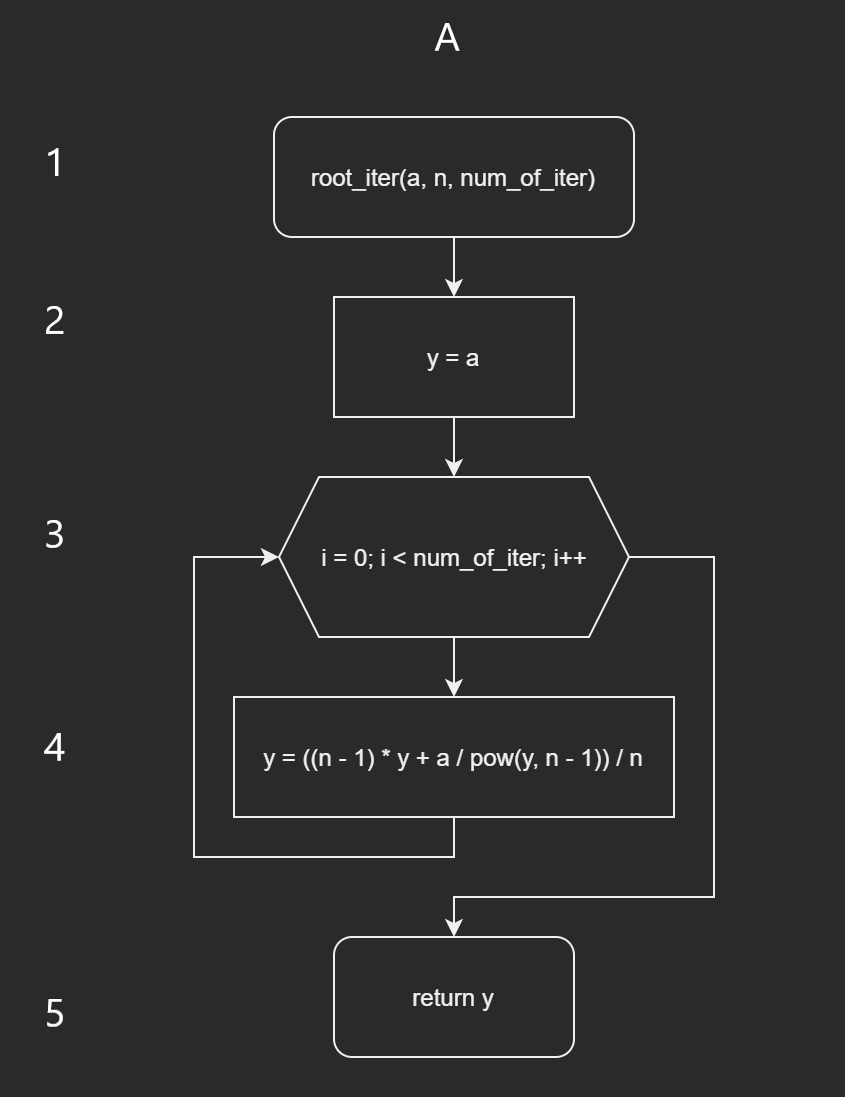 A
1
root_iter(a, n, num_of_iter)
2
y = a
3
i = 0; i < num_of_iter; i++
4
y = ((n - 1) * y + a / pow(y, n - 1)) / n
5
return y